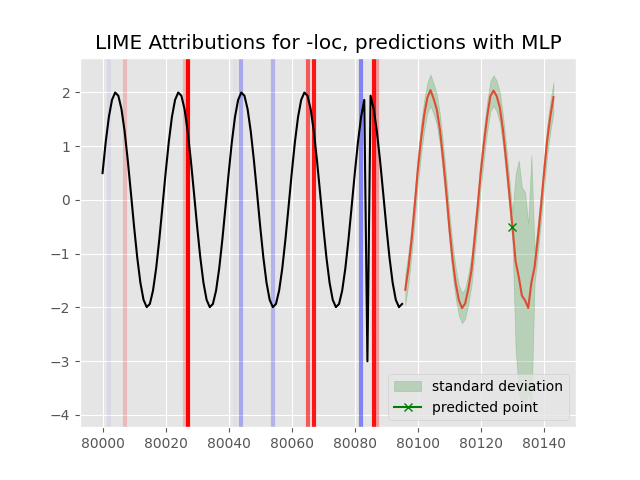 LIME Attributions for -loc, predictions with MLP
2
1
0
−1
−2
−3
−4
80000 80020 80040 80060 80080 80100 80120 80140
standard deviation
predicted point